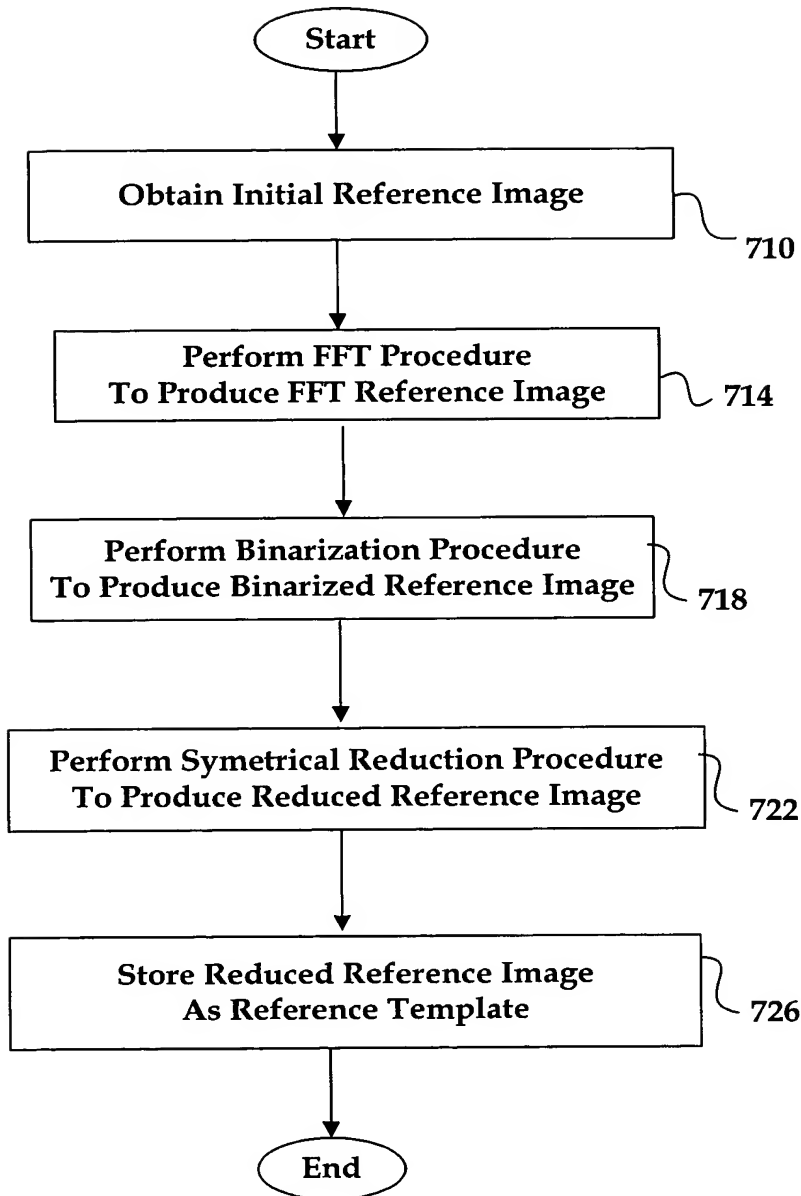 Start
Obtain Initial Reference Image
710
Perform FFT Procedure
To Produce FFT Reference Image
714
Perform Binarization Procedure
To Produce Binarized Reference Image
718
Perform Symetrical Reduction Procedure
To Produce Reduced Reference Image
722
Store Reduced Reference Image
As Reference Template
726
End